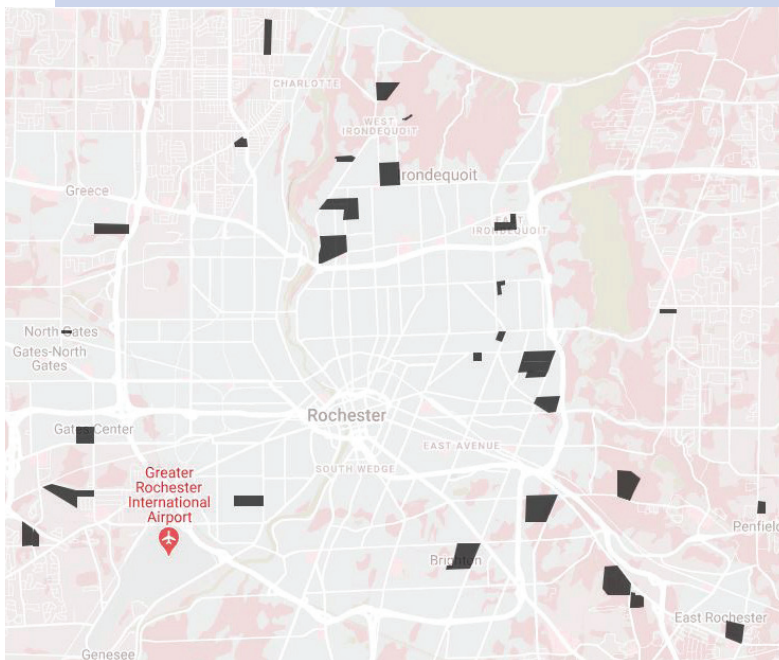 CHARLOTTE
WEST
IRONDEQUOIT
Irondequoit
Greece
EAST
IRONDEQUOIT
North Gates
Gates-North
Gates
Rochester
Gates Center
EAST AVENUE
SOUTH WEDGE
Greater
Rochester
International
Airport
Penfield
Brighton
East Rochester
Genesee